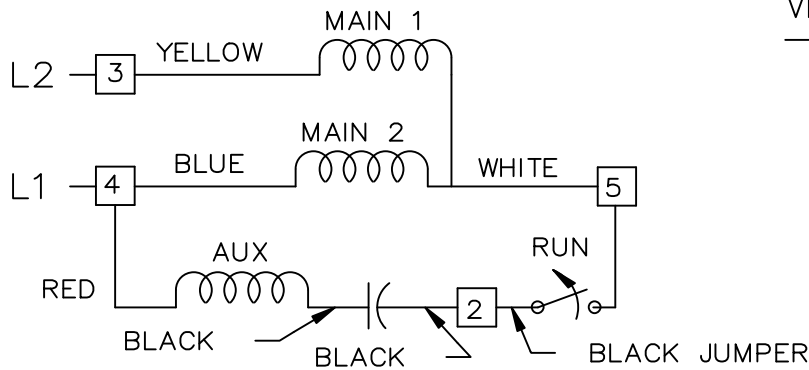 VI
MAIN 1
YELLOW
L2
3
MAIN 2
BLUE
WHITE
L1
4
5
AUX
RUN
RED
2
BLACK
BLACK
BLACK JUMPER